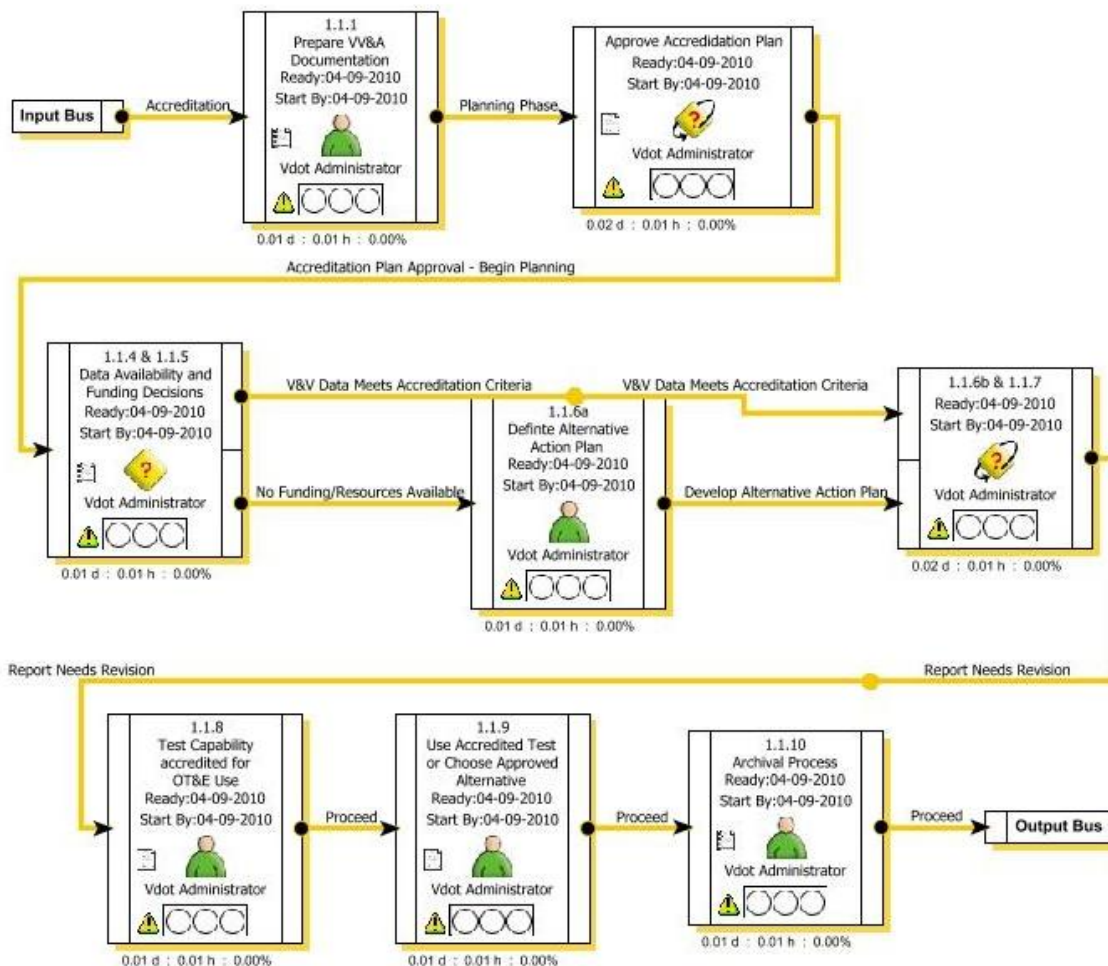 Input Bus
Accreditation
1.1.1
Prepare VV&A
Documentation
Ready:04-09-2010
Start By:04-09-2010
Vdot Administrator
0.01 d : 0.01 h : 0.00%
Planning Phase
Approve Accredidation Plan
Ready:04-09-2010
Start By:04-09-2010
?
Vdot Administrator
0.02 d : 0.01 h : 0.00%
Accreditation Plan Approval - Begin Planning
1.1.4 & 1.1.5
Data Availability and
Funding Decisions
Ready:04-09-2010
Start By:04-09-2010
?
Vdot Administrator
0.01 d : 0.01 h : 0.00%
V&V Data Meets Accreditation Criteria
V&V Data Meets Accreditation Criteria
No Funding/Resources Available
1.1.6a
Definte Alternative
Action Plan
Ready:04-09-2010
Start By:04-09-2010
Vdot Administrator
0.01 d : 0.01 h : 0.00%
Develop Alternative Action Plan
1.1.6b & 1.1.7
Ready:04-09-2010
Start By:04-09-2010
?
Vdot Administrator
0.02 d : 0.01 h : 0.00%
Report Needs Revision
Report Needs Revision
1.1.8
Test Capability
accredited for
OT&E Use
Ready:04-09-2010
Start By:04-09-2010
Vdot Administrator
0.01 d : 0.01 h : 0.00%
Proceed
1.1.9
Use Accredited Test
or Choose Approved
Alternative
Ready:04-09-2010
Start By:04-09-2010
Vdot Administrator
0.01 d : 0.01 h : 0.00%
Proceed
1.1.10
Archival Process
Ready:04-09-2010
Start By:04-09-2010
Vdot Administrator
0.01 d : 0.01 h : 0.00%
Proceed
Output Bus